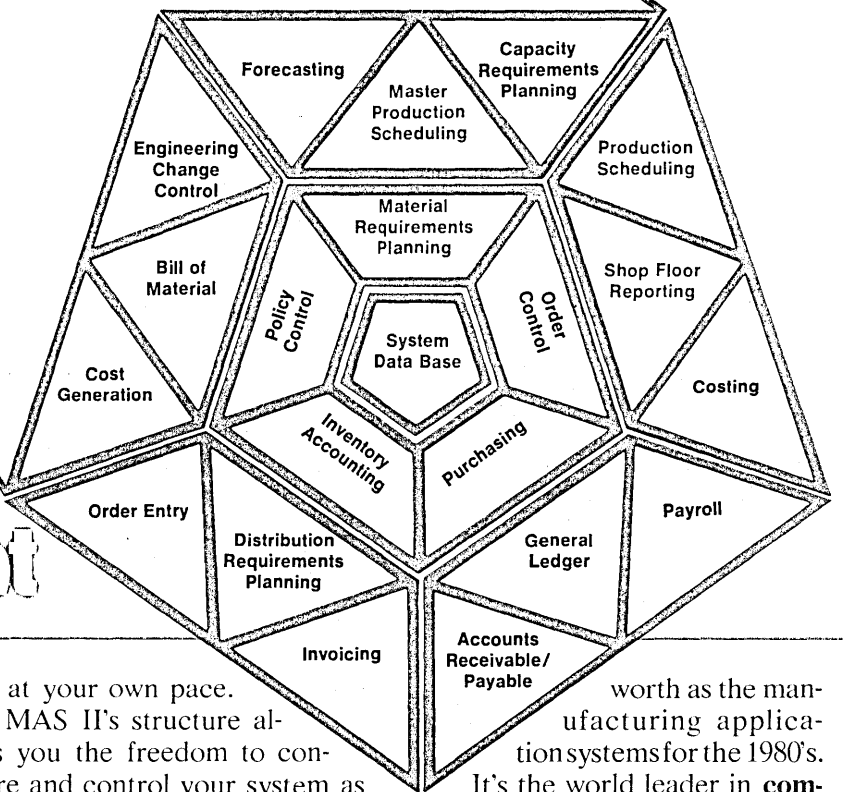 Forecasting
Capacity
Requirements
Planning
Master
Production
Scheduling
Engineering
Change
Control
Production
Scheduling
Material
Requirements
Planning
Bill of
Material
Shop Floor
Reporting
Policy
Control
Order
Control
System
Data Base
Cost
Generation
Costing
Inventory
Accounting
Purchasing
Order Entry
Payroll
Distribution
Requirements
Planning
General
Ledger
Invoicing
Accounts
Receivable/
Payable
at your own pace.
MAS II's structure al-
you the freedom to con-
and control your system as
worth as the man-
ufacturing applica-
tion systems for the 1980's.
It's the world leader in com-